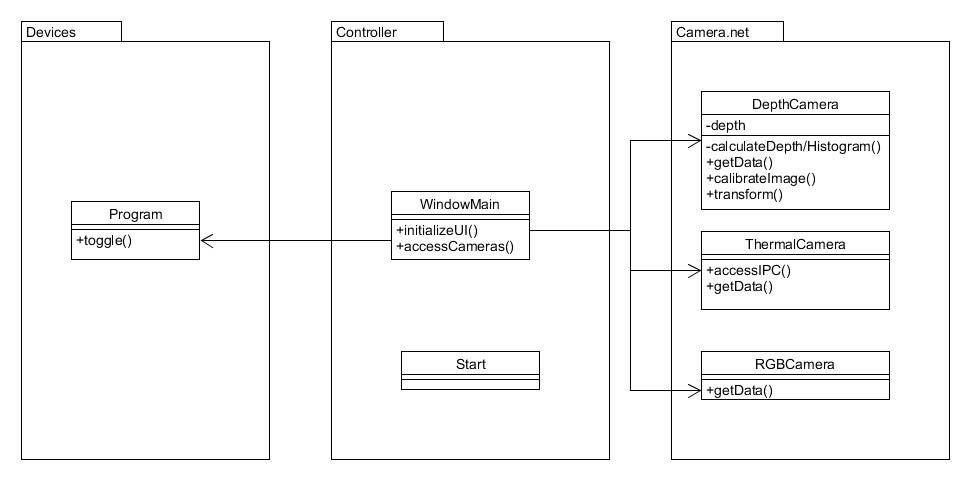 Devices
Program
+toggle()
Controller
WindowMain
+initializeUI()
+accessCameras()
Start
Camera.net
DepthCamera
-depth
-calculateDepth/Histogram()
+getData()
+calibrateImage()
+transform()
ThermalCamera
+accessIPC()
+getData()
RGBCamera
+getData()